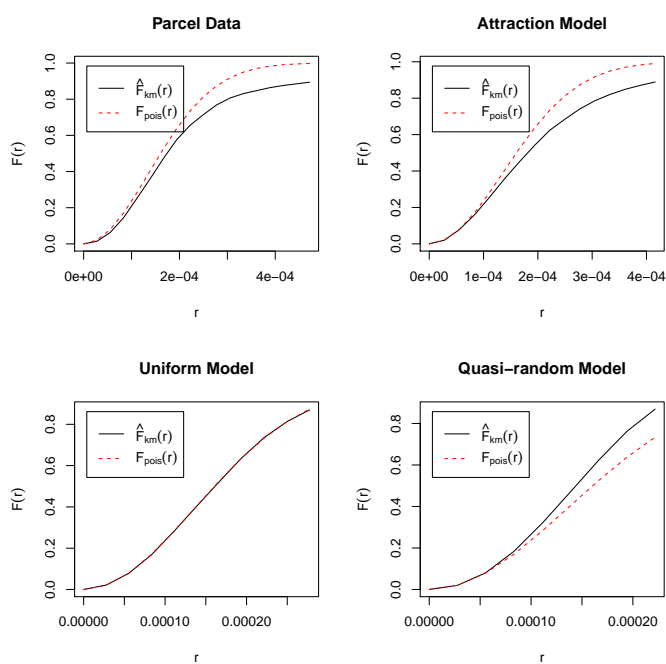 Parcel Data
F̂km(r)
Fpois(r)
F(r)
0.0 0.2 0.4 0.6 0.8 1.0
0e+00 2e-04 4e-04
r
Attraction Model
F̂km(r)
Fpois(r)
F(r)
0.0 0.2 0.4 0.6 0.8 1.0
0e+00 1e-04 2e-04 3e-04 4e-04
r
Uniform Model
F̂km(r)
Fpois(r)
F(r)
0.0 0.2 0.4 0.6 0.8
0.00000 0.00010 0.00020
r
Quasi−random Model
F̂km(r)
Fpois(r)
F(r)
0.0 0.2 0.4 0.6 0.8
0.00000 0.00010 0.00020
r